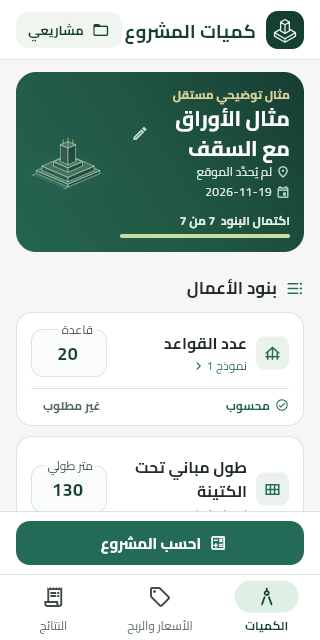 كميات المشروع
مشاريعي
مثال توضيحي مستقل
مثال الأوراق
مع السقف
لم يُحدَّد الموقع
2026-11-19
اكتمال البنود 7 من 7
بنود الأعمال
عدد القواعد
نموذج 1
قاعدة
20
محسوب
غير مطلوب
طول مباني تحت
الكتينة
متر طولي
130
احسب المشروع
الكميات
الأسعار والربح
النتائج